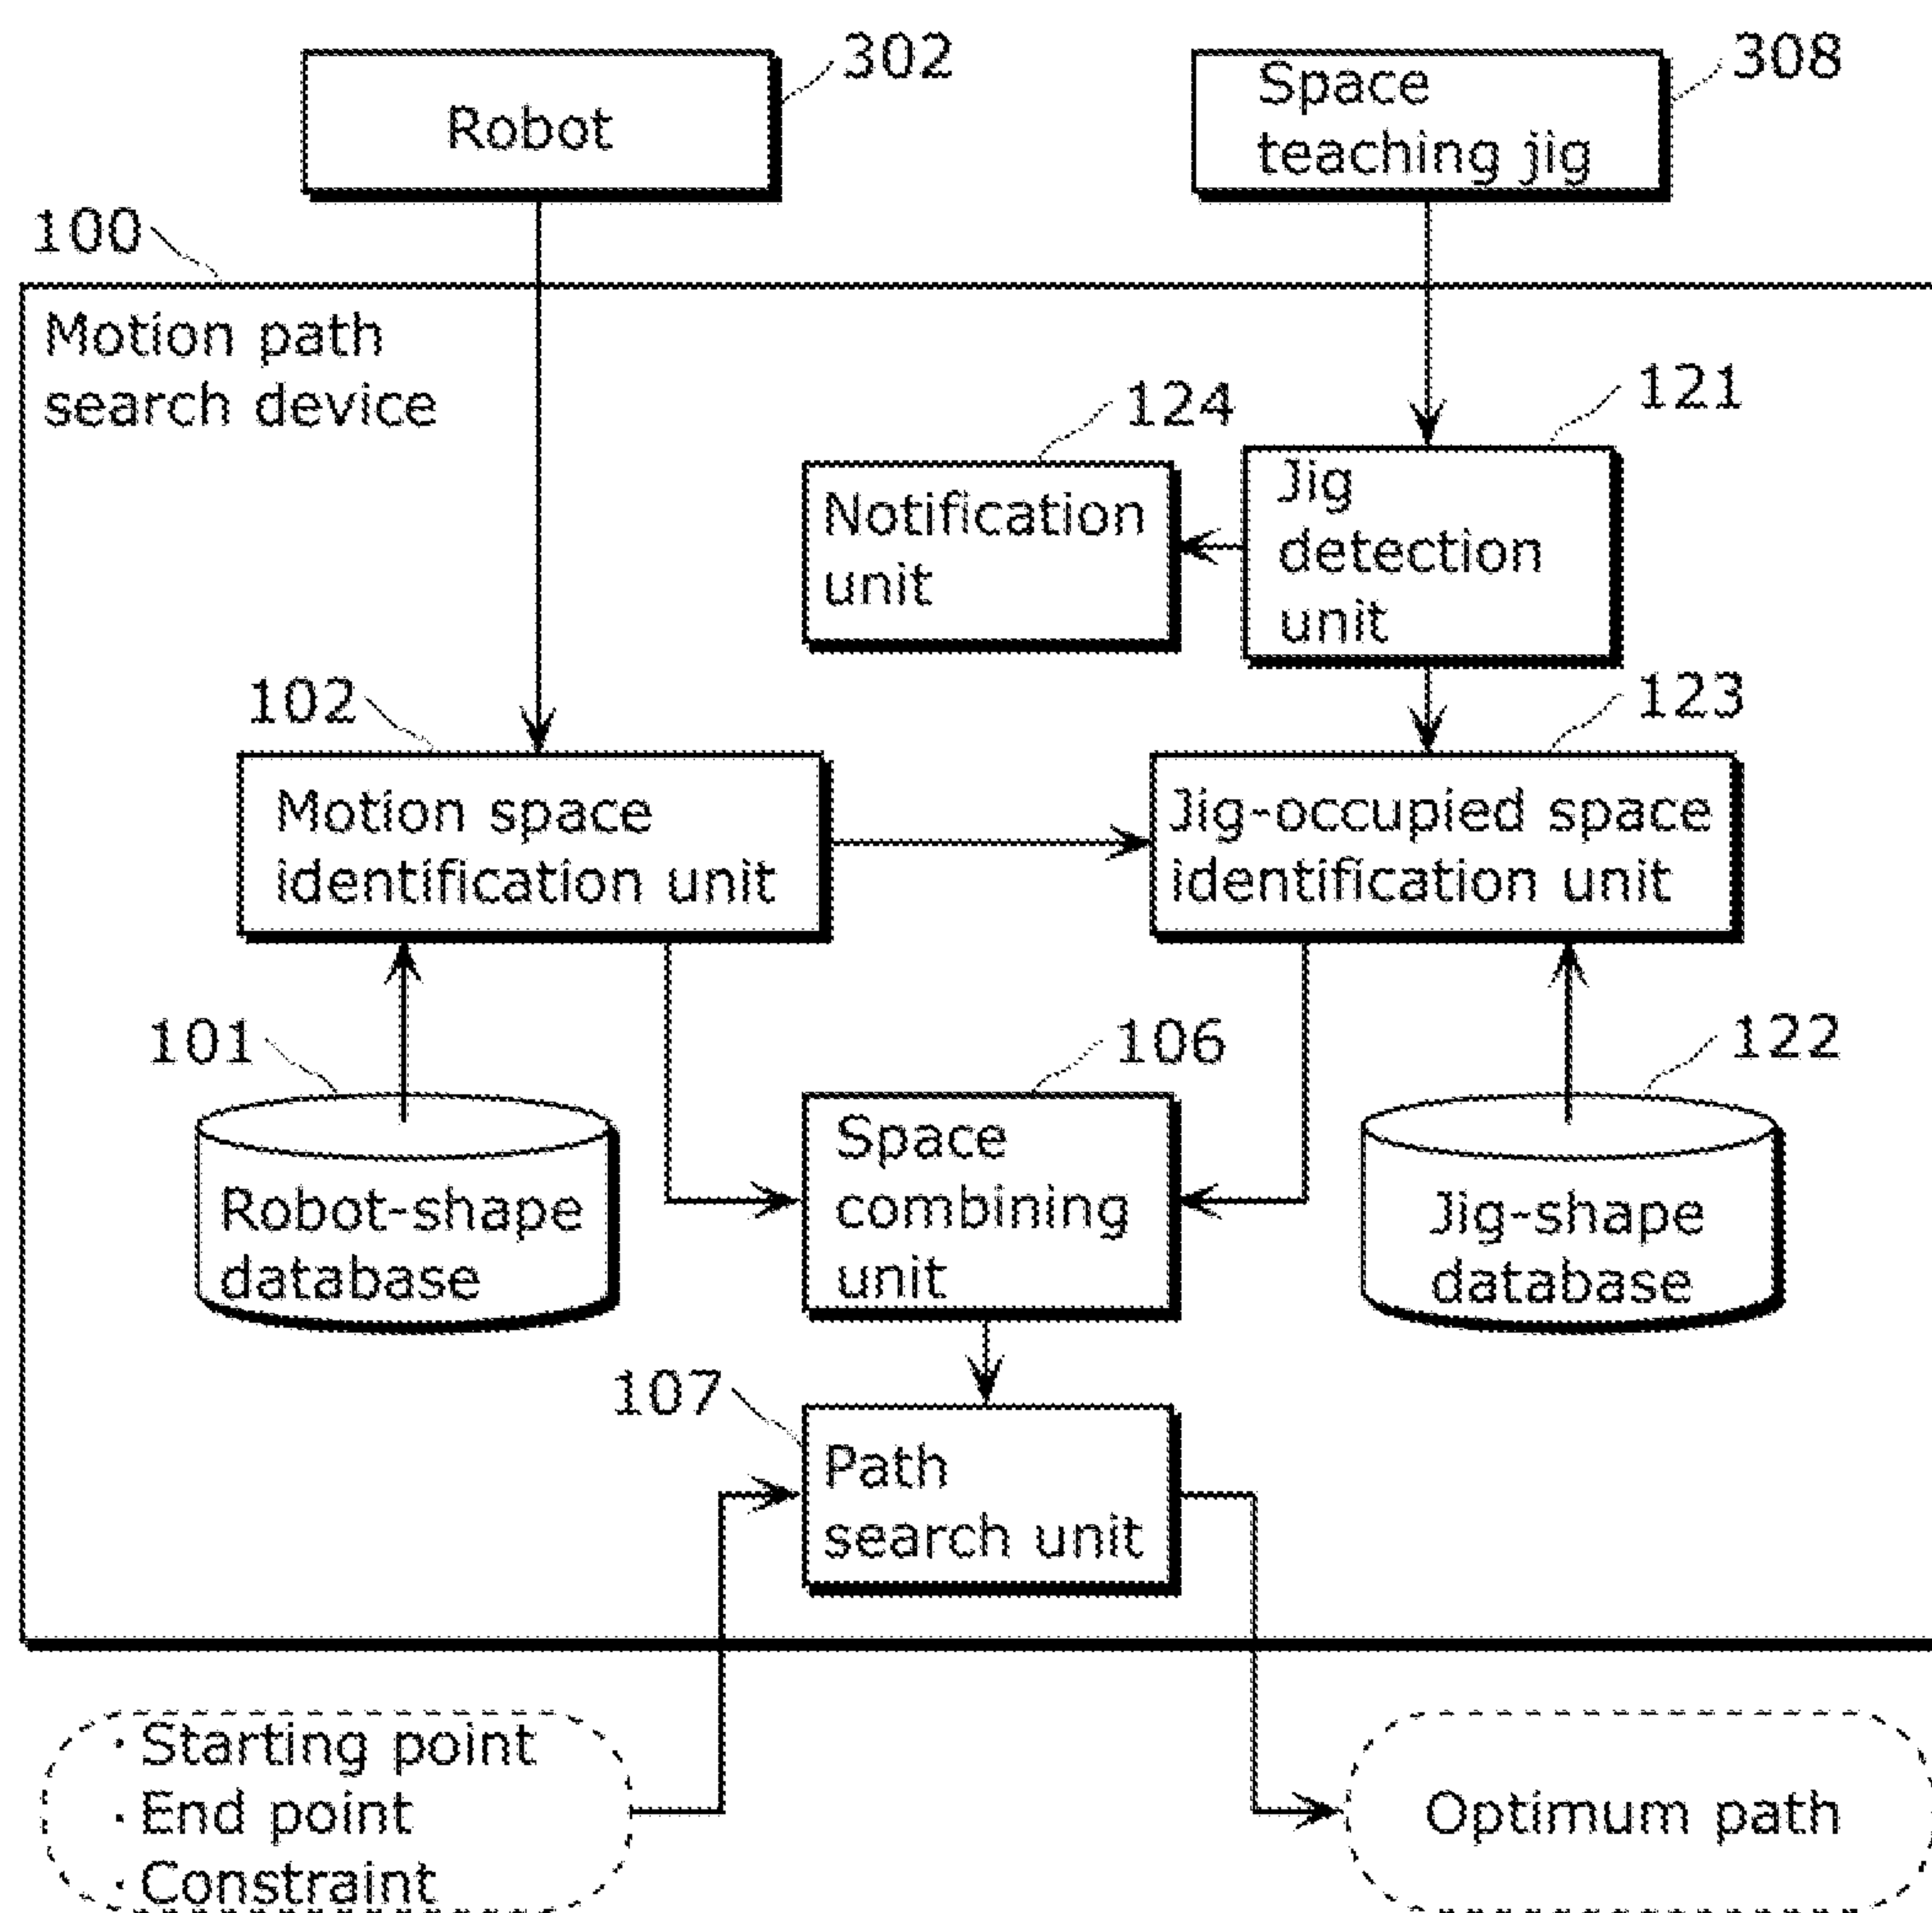 302
308
Robot
Space
teaching jig
100
Motion path
search device
124
121
Notification
unit
Jig
detection
unit
102
123
Motion space
identification unit
Jig-occupied space
identification unit
101
106
122
Robot-shape
database
Space
combining
unit
Jig-shape
database
107
Path
search unit
· Starting point
· End point
· Constraint
Optimum path